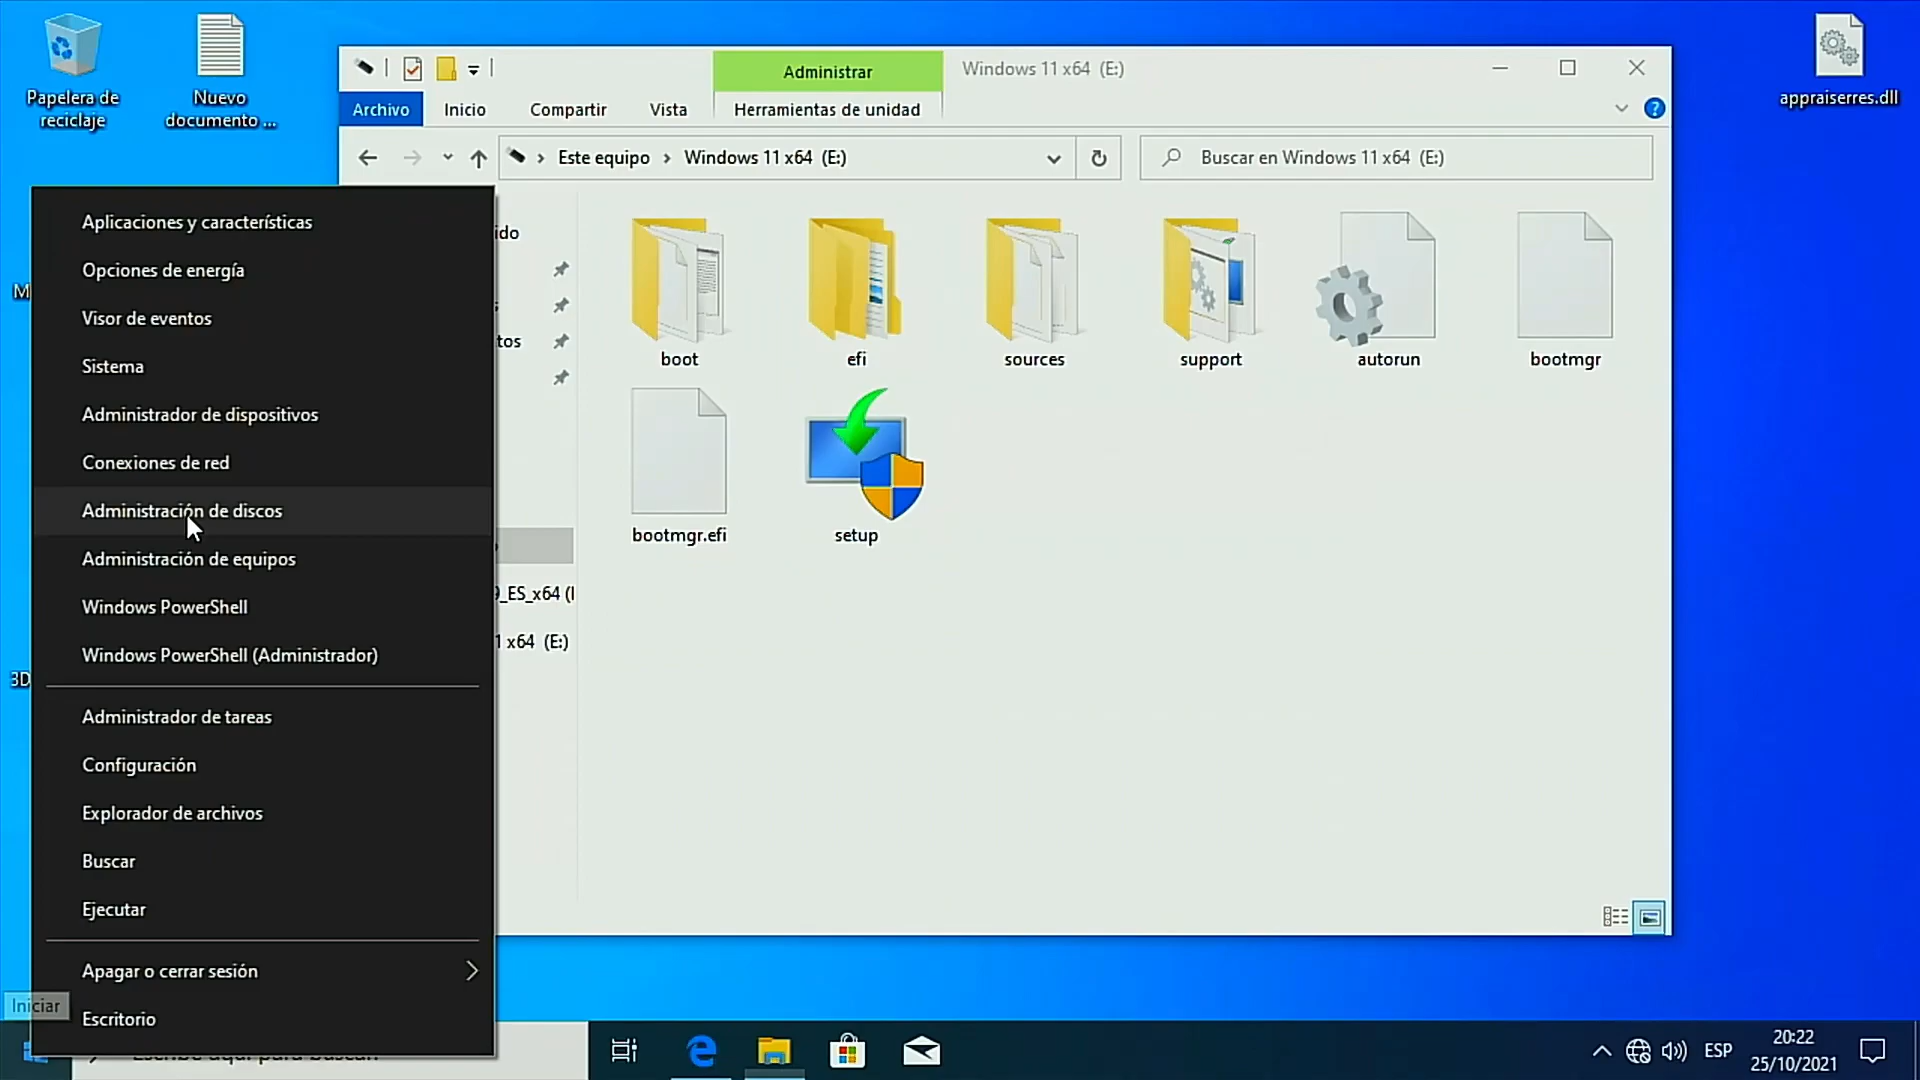 Papelera de
reciclaje
Nuevo
documento ...
appraiserres.dll
Administrar
Windows 11 x64 (E:)
Archivo
Inicio
Compartir
Vista
Herramientas de unidad
Este equipo
Windows 11 x64 (E:)
Buscar en Windows 11 x64 (E:)
Aplicaciones y características
Opciones de energía
Visor de eventos
Sistema
Administrador de dispositivos
Conexiones de red
Administración de discos
Administración de equipos
Windows PowerShell
Windows PowerShell (Administrador)
Administrador de tareas
Configuración
Explorador de archivos
Buscar
Ejecutar
Apagar o cerrar sesión
Escritorio
Iniciar
M
3D
ido
tos
9_ES_x64 (
1 x64 (E:)
boot
efi
sources
support
autorun
bootmgr
bootmgr.efi
setup
ESP
20:22
25/10/2021